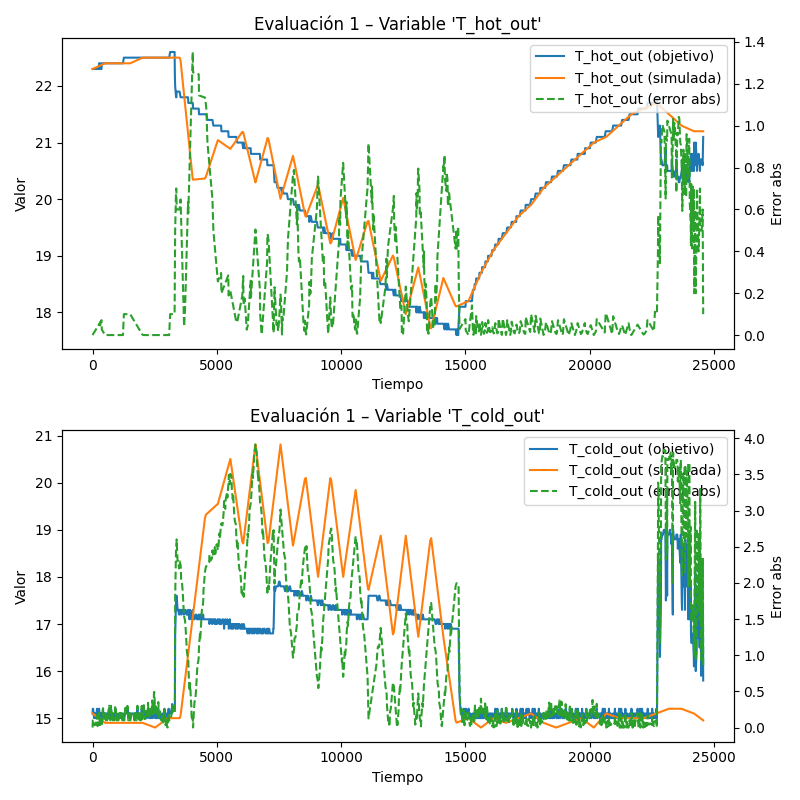 Evaluación 1 – Variable 'T_hot_out'
T_hot_out (objetivo)
T_hot_out (simulada)
T_hot_out (error abs)
Valor
22
21
20
19
18
1.4
1.2
1.0
0.8
0.6
0.4
0.2
0.0
Error abs
0
5000
10000
15000
20000
25000
Tiempo
Evaluación 1 – Variable 'T_cold_out'
T_cold_out (objetivo)
T_cold_out (simulada)
T_cold_out (error abs)
Valor
21
20
19
18
17
16
15
4.0
3.5
3.0
2.5
2.0
1.5
1.0
0.5
0.0
Error abs
0
5000
10000
15000
20000
25000
Tiempo